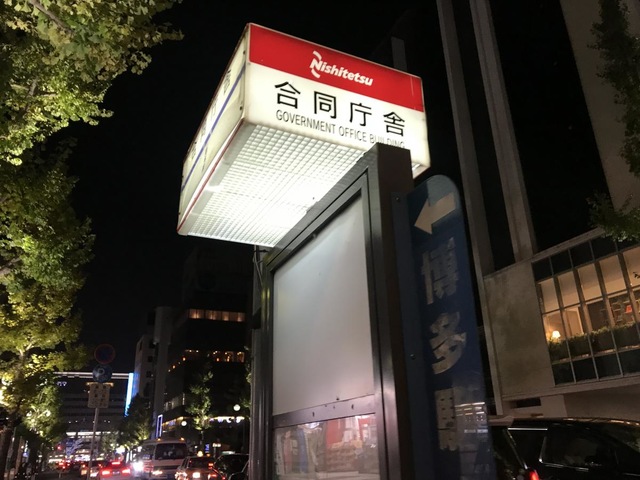 Nishitetsu
合同庁舎
GOVERNMENT OFFICE BUILDING
博多駅